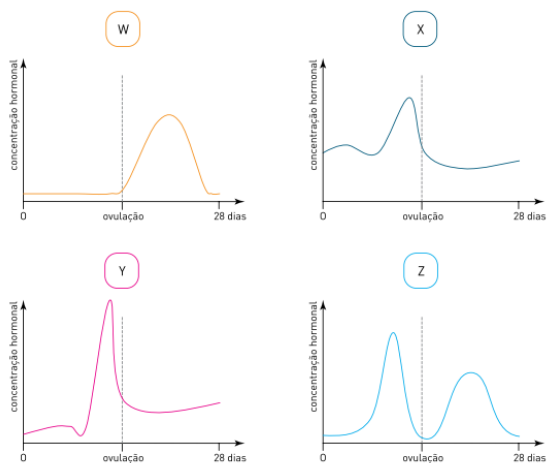 W
concentração hormonal
0
ovulação
28 dias
X
concentração hormonal
0
ovulação
28 dias
Y
concentração hormonal
0
ovulação
28 dias
Z
concentração hormonal
0
ovulação
28 dias